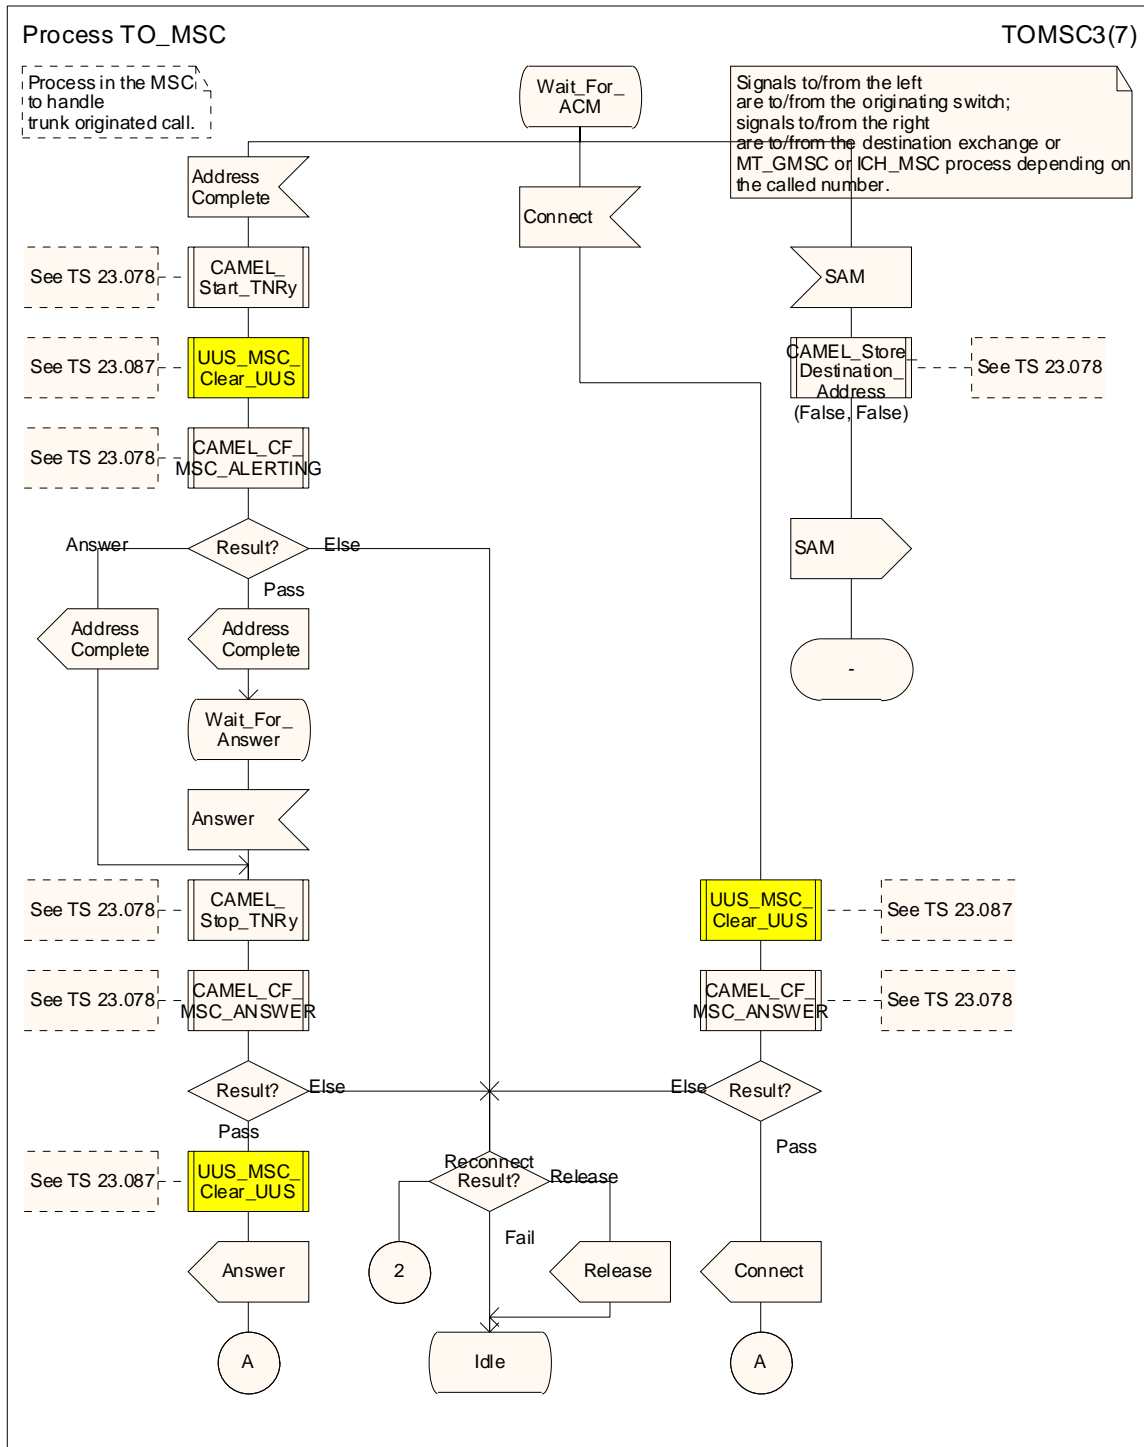 Process TO_MSC
TOMSC3(7)
Process in the MSC
to handle
trunk originated call.
Wait_For_
ACM
Signals to/from the left
are to/from the originating switch;
signals to/from the right
are to/from the destination exchange or
MT_GMSC or ICH_MSC process depending on
the called number.
Address
Complete
Connect
See TS 23.078
CAMEL_
Start_TNRy
SAM
See TS 23.087
UUS_MSC_
Clear_UUS
CAMEL_Store_
Destination_
Address
(False, False)
See TS 23.078
See TS 23.078
CAMEL_CF_
MSC_ALERTING
Answer
Result?
Else
Pass
SAM
Address
Complete
Address
Complete
-
Wait_For_
Answer
Answer
See TS 23.078
CAMEL_
Stop_TNRy
UUS_MSC_
Clear_UUS
See TS 23.087
See TS 23.078
CAMEL_CF_
MSC_ANSWER
CAMEL_CF_
MSC_ANSWER
See TS 23.078
Result?
Else
Else
Result?
Pass
Pass
See TS 23.087
UUS_MSC_
Clear_UUS
Reconnect
Result?
Release
Fail
Answer
2
Release
Connect
A
Idle
A